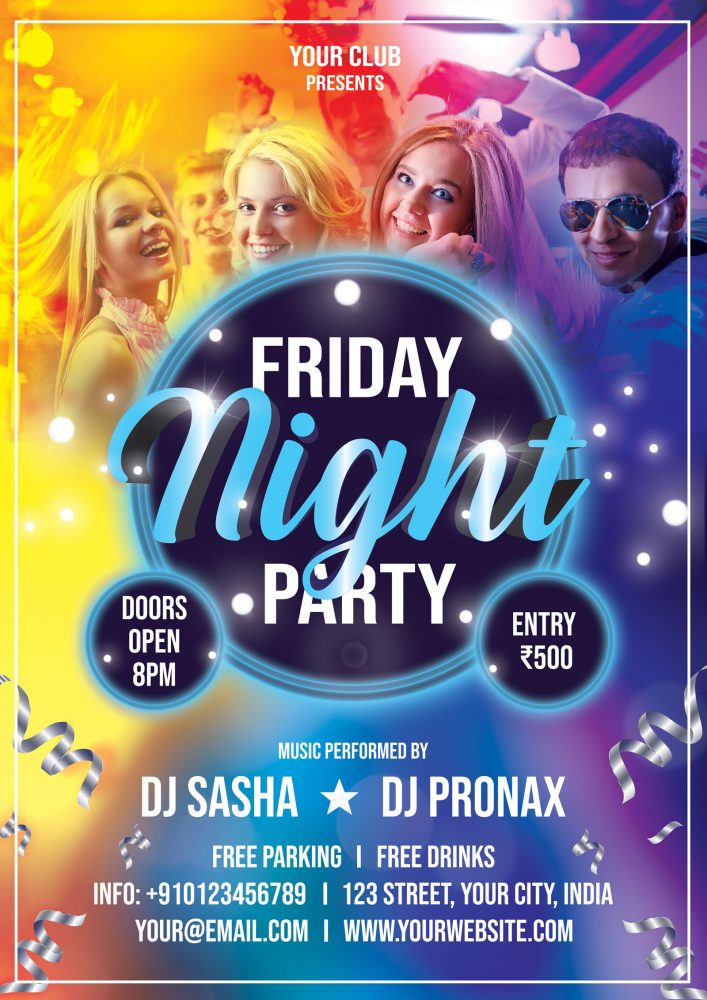 YOUR CLUB
PRESENTS
FRIDAY
Night
PARTY
DOORS
OPEN
8PM
ENTRY
₹500
MUSIC PERFORMED BY
DJ SASHA ★ DJ PRONAX
FREE PARKING | FREE DRINKS
INFO: +910123456789 | 123 STREET, YOUR CITY, INDIA
YOUR@EMAIL.COM | WWW.YOURWEBSITE.COM